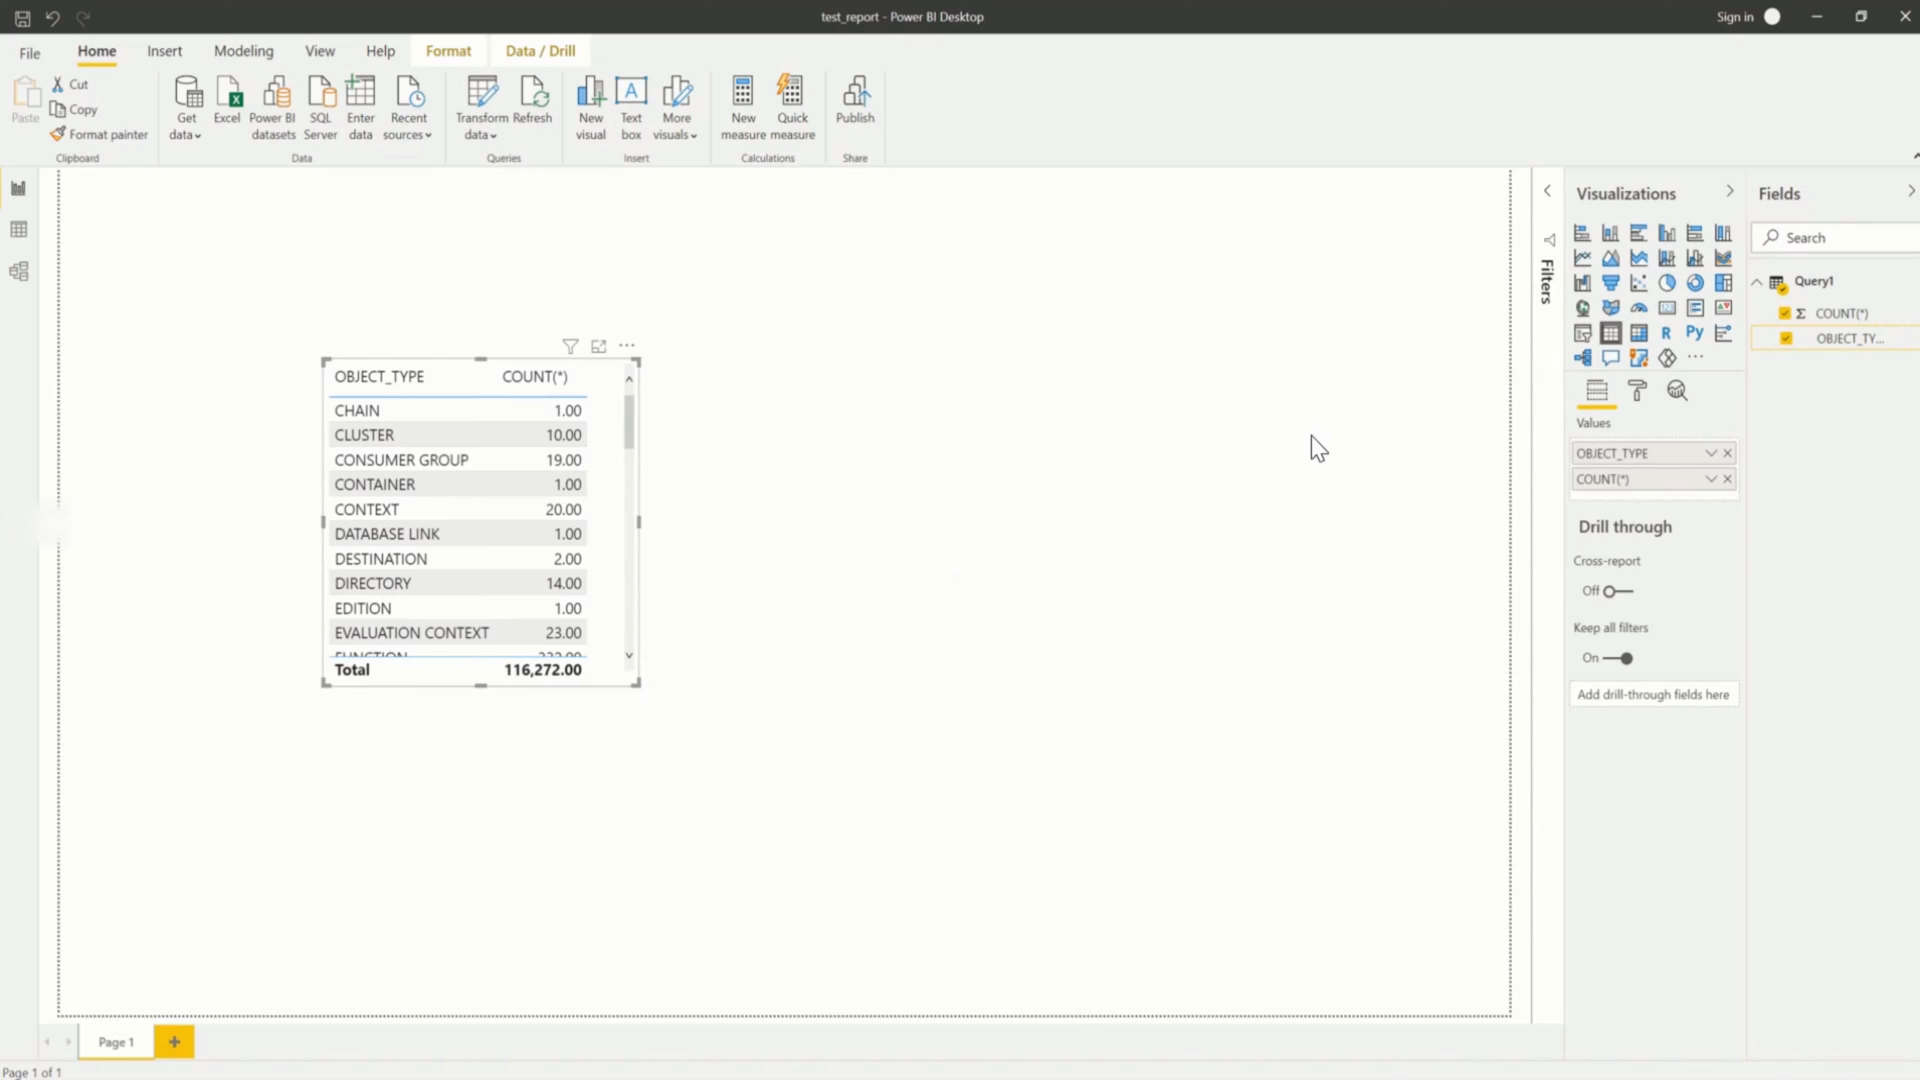 test_report - Power BI Desktop
Sign in
File
Home
Insert
Modeling
View
Help
Format
Data / Drill
Paste
Cut
Copy
Format painter
Clipboard
Get data
Excel
Power BI datasets
SQL Server
Enter data
Recent sources
Data
Transform data
Refresh
Queries
New visual
Text box
More visuals
Insert
New measure
Quick measure
Calculations
Publish
Share
OBJECT_TYPE COUNT(*)
CHAIN 1.00
CLUSTER 10.00
CONSUMER GROUP 19.00
CONTAINER 1.00
CONTEXT 20.00
DATABASE LINK 1.00
DESTINATION 2.00
DIRECTORY 14.00
EDITION 1.00
EVALUATION CONTEXT 23.00
FUNCTION
Total 116,272.00
Filters
Visualizations
R
Py
Values
OBJECT_TYPE
COUNT(*)
Drill through
Cross-report
Off
Keep all filters
On
Add drill-through fields here
Fields
Search
Query1
Σ COUNT(*)
OBJECT_TY...
Page 1
Page 1 of 1